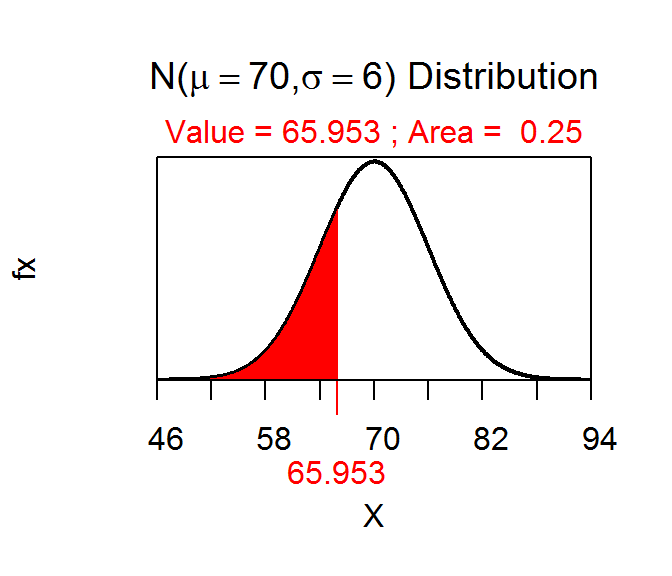 N(μ = 70,σ = 6) Distribution
Value = 65.953 ; Area =  0.25
fx
46 58 70 82 94
65.953
X